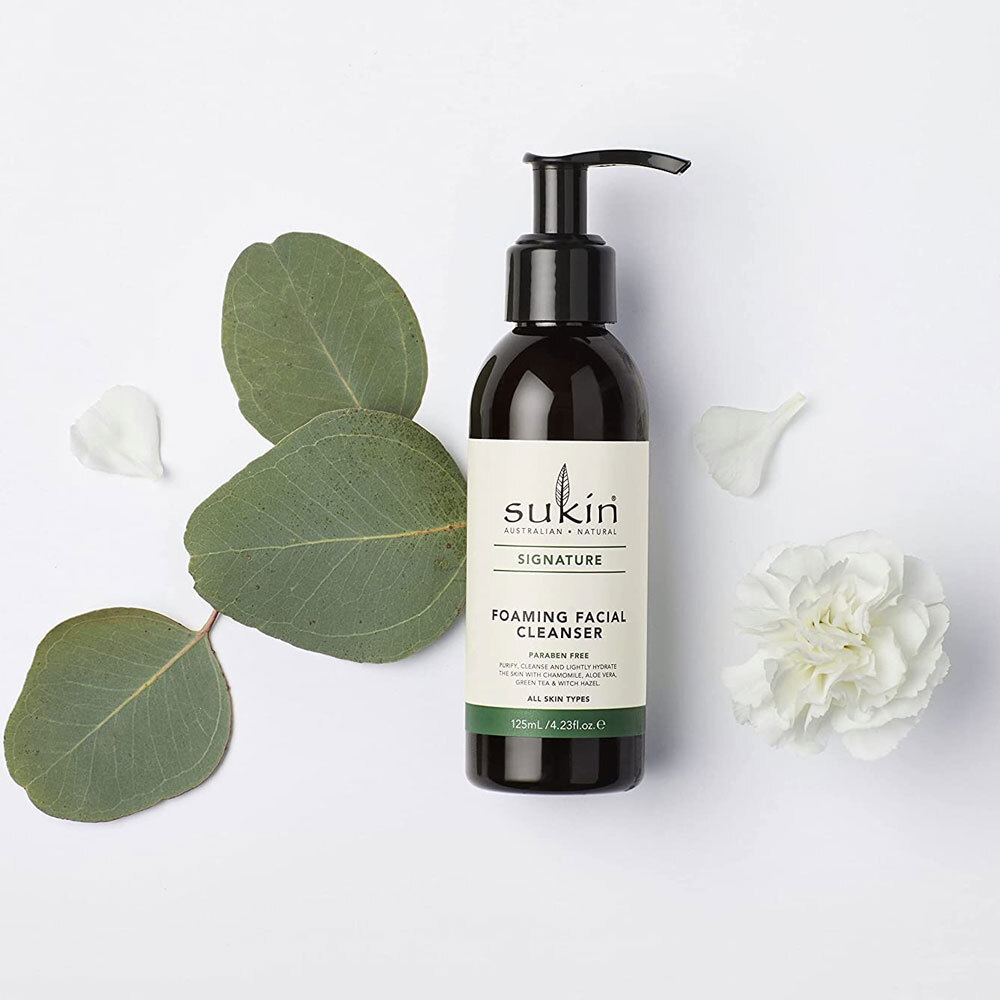 sukin®
AUSTRALIAN • NATURAL
SIGNATURE
FOAMING FACIAL
CLEANSER
PARABEN FREE
PURIFY, CLEANSE AND LIGHTLY HYDRATE
THE SKIN WITH CHAMOMILE, ALOE VERA,
GREEN TEA & WITCH HAZEL.
ALL SKIN TYPES
125mL /4.23fl.oz.℮